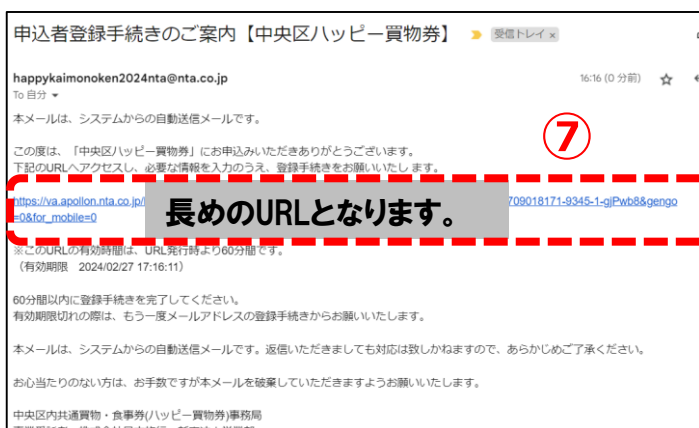 申込者登録手続きのご案内【中央区ハッピー買物券】 受信トレイ ×
happykaimonoken2024nta@nta.co.jp 16:16 (0 分前)
To 自分
本メールは、システムからの自動送信メールです。
⑦
この度は、「中央区ハッピー買物券」にお申込みいただきありがとうございます。
下記のURLへアクセスし、必要な情報を入力のうえ、登録手続きをお願いいたし ます。
https://va.apollon.nta.co.jp/ 709018171-9345-1-gjPwb8&gengo
=0&for_mobile=0
長めのURLとなります。
※このURLの有効時間は、URL発行時より60分間です。
（有効期限 2024/02/27 17:16:11）
60分間以内に登録手続きを完了してください。
有効期限切れの際は、もう一度メールアドレスの登録手続きからお願いいたします。
本メールは、システムからの自動送信メールです。返信いただきましても対応は致しかねますので、あらかじめご了承ください。
お心当たりのない方は、お手数ですが本メールを破棄していただきますようお願いいたします。
中央区内共通買物・食事券(ハッピー買物券)事務局